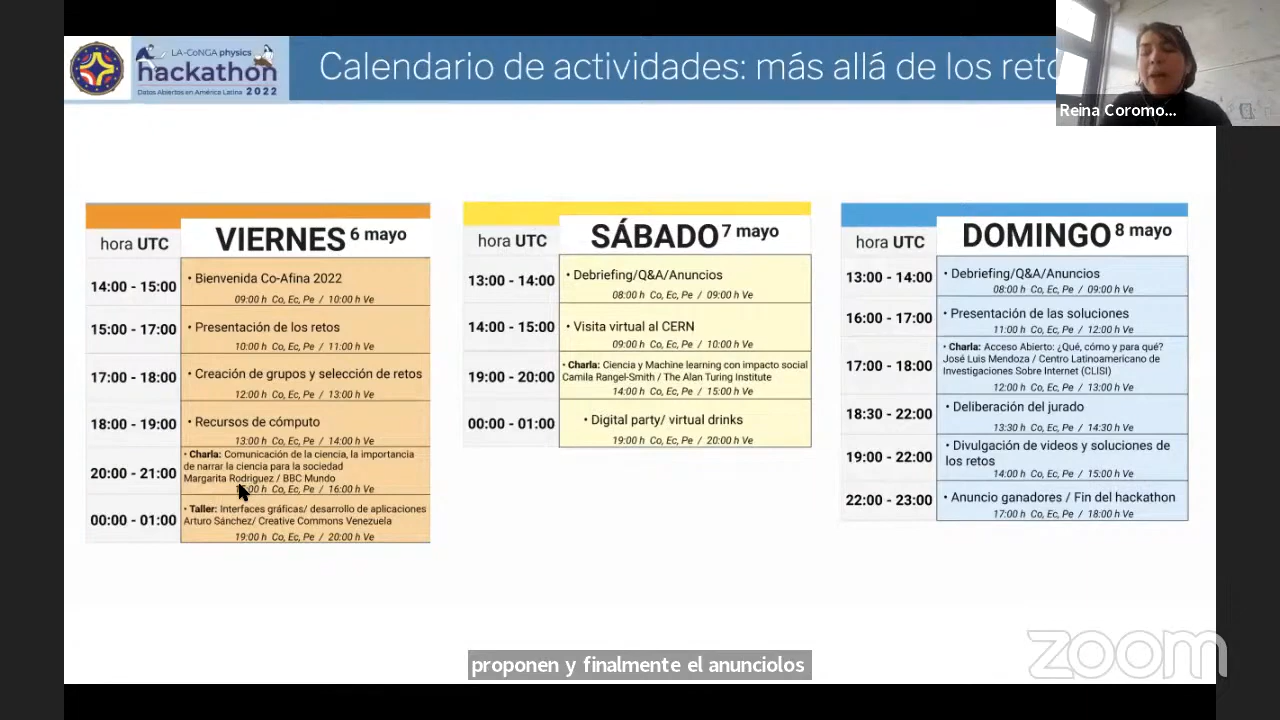 LA-CoNGA physics
hackathon
Datos Abiertos en América Latina 2022
Calendario de actividades: más allá de los reto
Reina Coromo...
hora UTC
VIERNES 6 mayo
14:00 - 15:00
• Bienvenida Co-Afina 2022
09:00 h Co, Ec, Pe / 10:00 h Ve
15:00 - 17:00
• Presentación de los retos
10:00 h Co, Ec, Pe / 11:00 h Ve
17:00 - 18:00
• Creación de grupos y selección de retos
12:00 h Co, Ec, Pe / 13:00 h Ve
18:00 - 19:00
• Recursos de cómputo
13:00 h Co, Ec, Pe / 14:00 h Ve
20:00 - 21:00
• Charla: Comunicación de la ciencia, la importancia
de narrar la ciencia para la sociedad
Margarita Rodriguez / BBC Mundo
15:00 h Co, Ec, Pe / 16:00 h Ve
00:00 - 01:00
• Taller: Interfaces gráficas/ desarrollo de aplicaciones
Arturo Sánchez/ Creative Commons Venezuela
19:00 h Co, Ec, Pe / 20:00 h Ve
hora UTC
SÁBADO 7 mayo
13:00 - 14:00
• Debriefing/Q&A/Anuncios
08:00 h Co, Ec, Pe / 09:00 h Ve
14:00 - 15:00
• Visita virtual al CERN
09:00 h Co, Ec, Pe / 10:00 h Ve
19:00 - 20:00
• Charla: Ciencia y Machine learning con impacto social
Camila Rangel-Smith / The Alan Turing Institute
14:00 h Co, Ec, Pe / 15:00 h Ve
00:00 - 01:00
• Digital party/ virtual drinks
19:00 h Co, Ec, Pe / 20:00 h Ve
hora UTC
DOMINGO 8 mayo
13:00 - 14:00
• Debriefing/Q&A/Anuncios
08:00 h Co, Ec, Pe / 09:00 h Ve
16:00 - 17:00
• Presentación de las soluciones
11:00 h Co, Ec, Pe / 12:00 h Ve
17:00 - 18:00
• Charla: Acceso Abierto: ¿Qué, cómo y para qué?
José Luis Mendoza / Centro Latinoamericano de
Investigaciones Sobre Internet (CLISI)
12:00 h Co, Ec, Pe / 13:00 h Ve
18:30 - 22:00
• Deliberación del jurado
13:30 h Co, Ec, Pe / 14:30 h Ve
19:00 - 22:00
• Divulgación de videos y soluciones de
los retos
14:00 h Co, Ec, Pe / 15:00 h Ve
22:00 - 23:00
• Anuncio ganadores / Fin del hackathon
17:00 h Co, Ec, Pe / 18:00 h Ve
proponen y finalmente el anunciolos
zoom